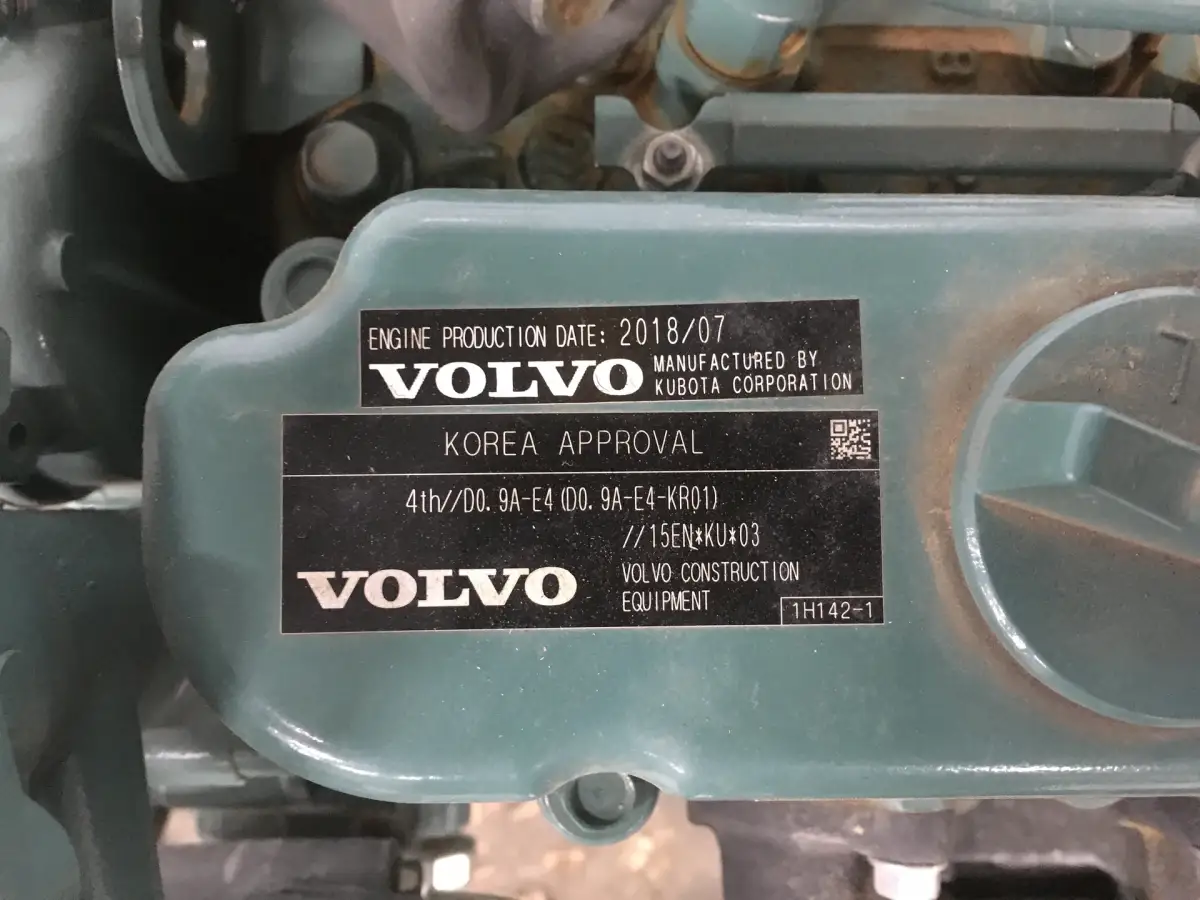 ENGINE PRODUCTION DATE: 2018/07
VOLVO MANUFACTURED BY
KUBOTA CORPORATION
KOREA APPROVAL
4th//D0.9A-E4(D0.9A-E4-KR01)
//15EN*KU*03
VOLVO VOLVO CONSTRUCTION
EQUIPMENT
1H142-1